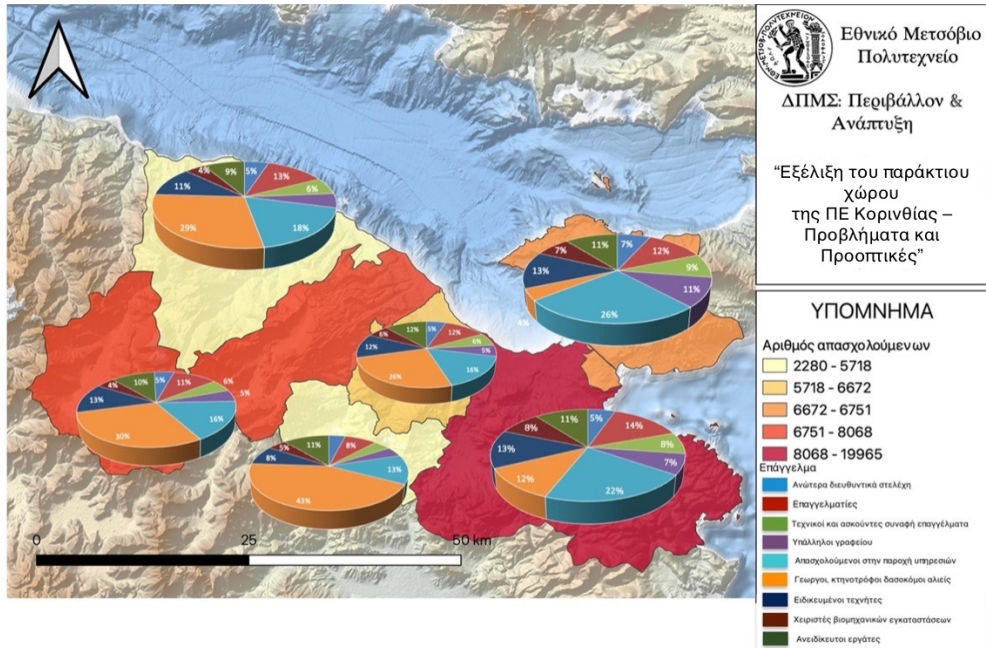 Εθνικό Μετσόβιο
Πολυτεχνείο
ΔΠΜΣ: Περιβάλλον &
Ανάπτυξη
“Εξέλιξη του παράκτιου
χώρου
της ΠΕ Κορινθίας –
Προβλήματα και
Προοπτικές”
ΥΠΟΜΝΗΜΑ
Αριθμός απασχολούμενων
2280 - 5718
5718 - 6672
6672 - 6751
6751 - 8068
8068 - 19965
Επάγγελμα
Ανώτερα διευθυντικά στελέχη
Επαγγελματίες
Τεχνικοί και ασκούντες συναφή επαγγέλματα
Υπάλληλοι γραφείου
Απασχολούμενοι στην παροχή υπηρεσιών
Γεωργοι, κτηνοτρόφοι δασοκόμοι αλιείς
Ειδικευμένοι τεχνήτες
Χειριστές βιομηχανικών εγκαταστάσεων
Ανειδίκευτοι εργάτες
4% 9% 5% 13%
11% 6%
29% 18%
7% 11% 7% 12%
13% 9%
11%
4% 26%
6% 12% 5% 12%
12% 6%
5%
26% 16%
4% 10% 5% 11% 6%
13% 5%
30% 16%
5% 11% 8%
8% 13%
43%
8% 11% 5% 14%
13% 8%
7%
12% 22%
0 25 50 km